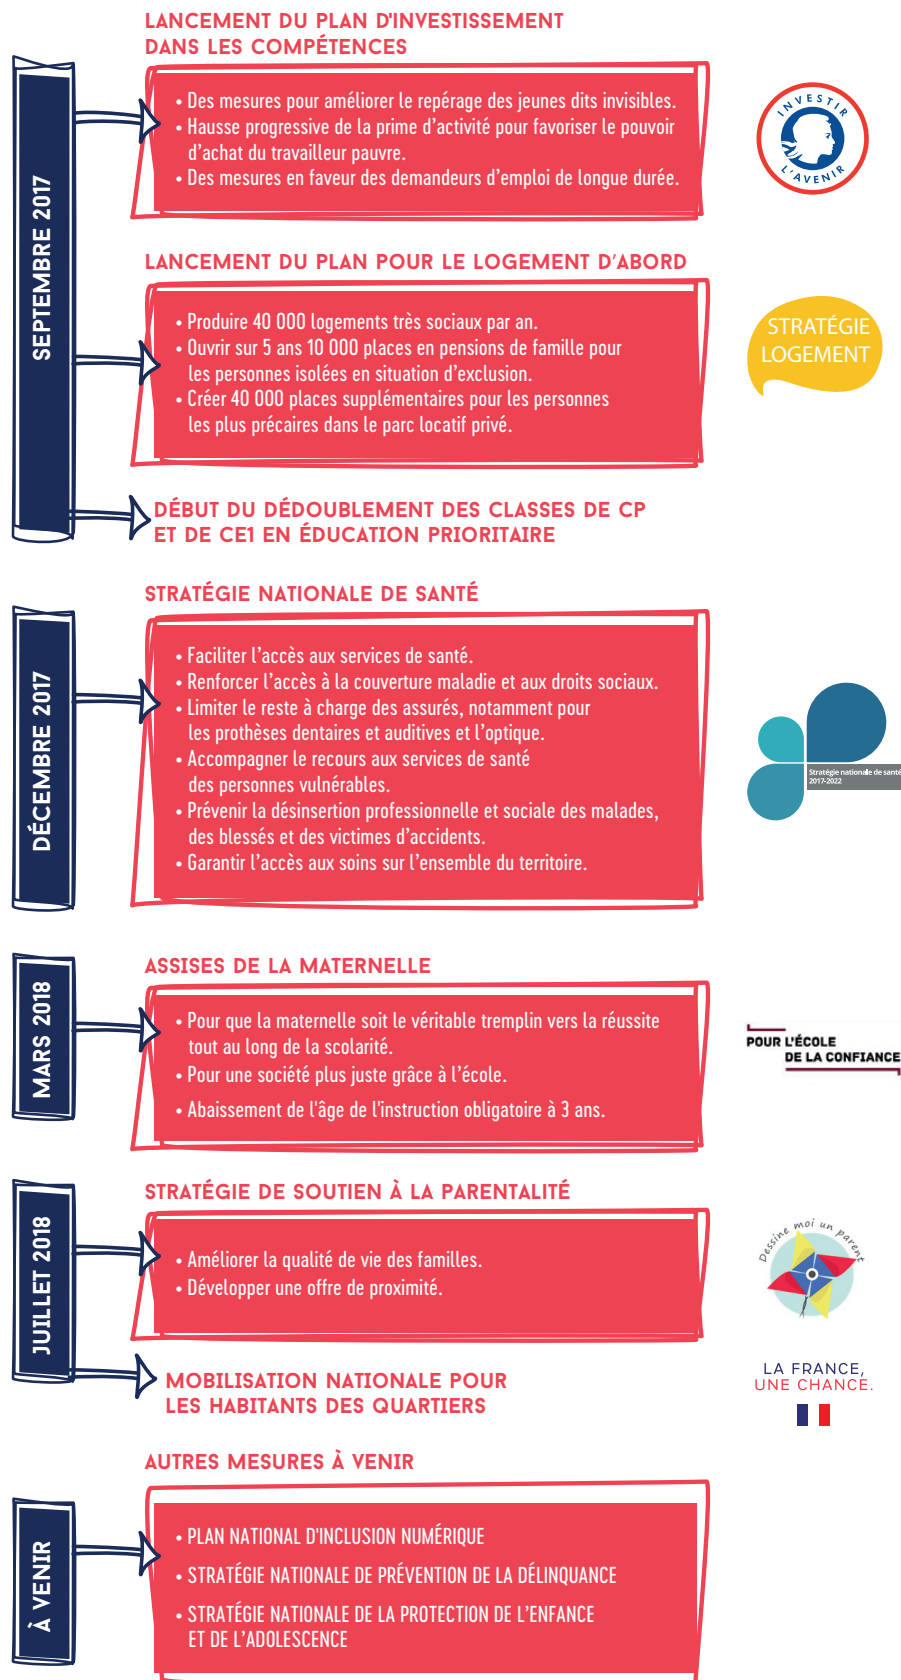 LANCEMENT DU PLAN D'INVESTISSEMENT
DANS LES COMPÉTENCES
SEPTEMBRE 2017
• Des mesures pour améliorer le repérage des jeunes dits invisibles.
• Hausse progressive de la prime d’activité pour favoriser le pouvoir
d’achat du travailleur pauvre.
• Des mesures en faveur des demandeurs d’emploi de longue durée.
INVESTIR
L'AVENIR
LANCEMENT DU PLAN POUR LE LOGEMENT D’ABORD
• Produire 40 000 logements très sociaux par an.
• Ouvrir sur 5 ans 10 000 places en pensions de famille pour
les personnes isolées en situation d’exclusion.
• Créer 40 000 places supplémentaires pour les personnes
les plus précaires dans le parc locatif privé.
STRATÉGIE
LOGEMENT
DÉBUT DU DÉDOUBLEMENT DES CLASSES DE CP
ET DE CE1 EN ÉDUCATION PRIORITAIRE
STRATÉGIE NATIONALE DE SANTÉ
DÉCEMBRE 2017
• Faciliter l’accès aux services de santé.
• Renforcer l’accès à la couverture maladie et aux droits sociaux.
• Limiter le reste à charge des assurés, notamment pour
les prothèses dentaires et auditives et l’optique.
• Accompagner le recours aux services de santé
des personnes vulnérables.
• Prévenir la désinsertion professionnelle et sociale des malades,
des blessés et des victimes d’accidents.
• Garantir l’accès aux soins sur l’ensemble du territoire.
Stratégie nationale de santé
2017-2022
ASSISES DE LA MATERNELLE
MARS 2018
• Pour que la maternelle soit le véritable tremplin vers la réussite
tout au long de la scolarité.
• Pour une société plus juste grâce à l’école.
• Abaissement de l'âge de l'instruction obligatoire à 3 ans.
POUR L’ÉCOLE
DE LA CONFIANCE
STRATÉGIE DE SOUTIEN À LA PARENTALITÉ
JUILLET 2018
• Améliorer la qualité de vie des familles.
• Développer une offre de proximité.
Dessine moi un parent
MOBILISATION NATIONALE POUR
LES HABITANTS DES QUARTIERS
LA FRANCE,
UNE CHANCE.
AUTRES MESURES À VENIR
À VENIR
• PLAN NATIONAL D'INCLUSION NUMÉRIQUE
• STRATÉGIE NATIONALE DE PRÉVENTION DE LA DÉLINQUANCE
• STRATÉGIE NATIONALE DE LA PROTECTION DE L’ENFANCE
ET DE L’ADOLESCENCE